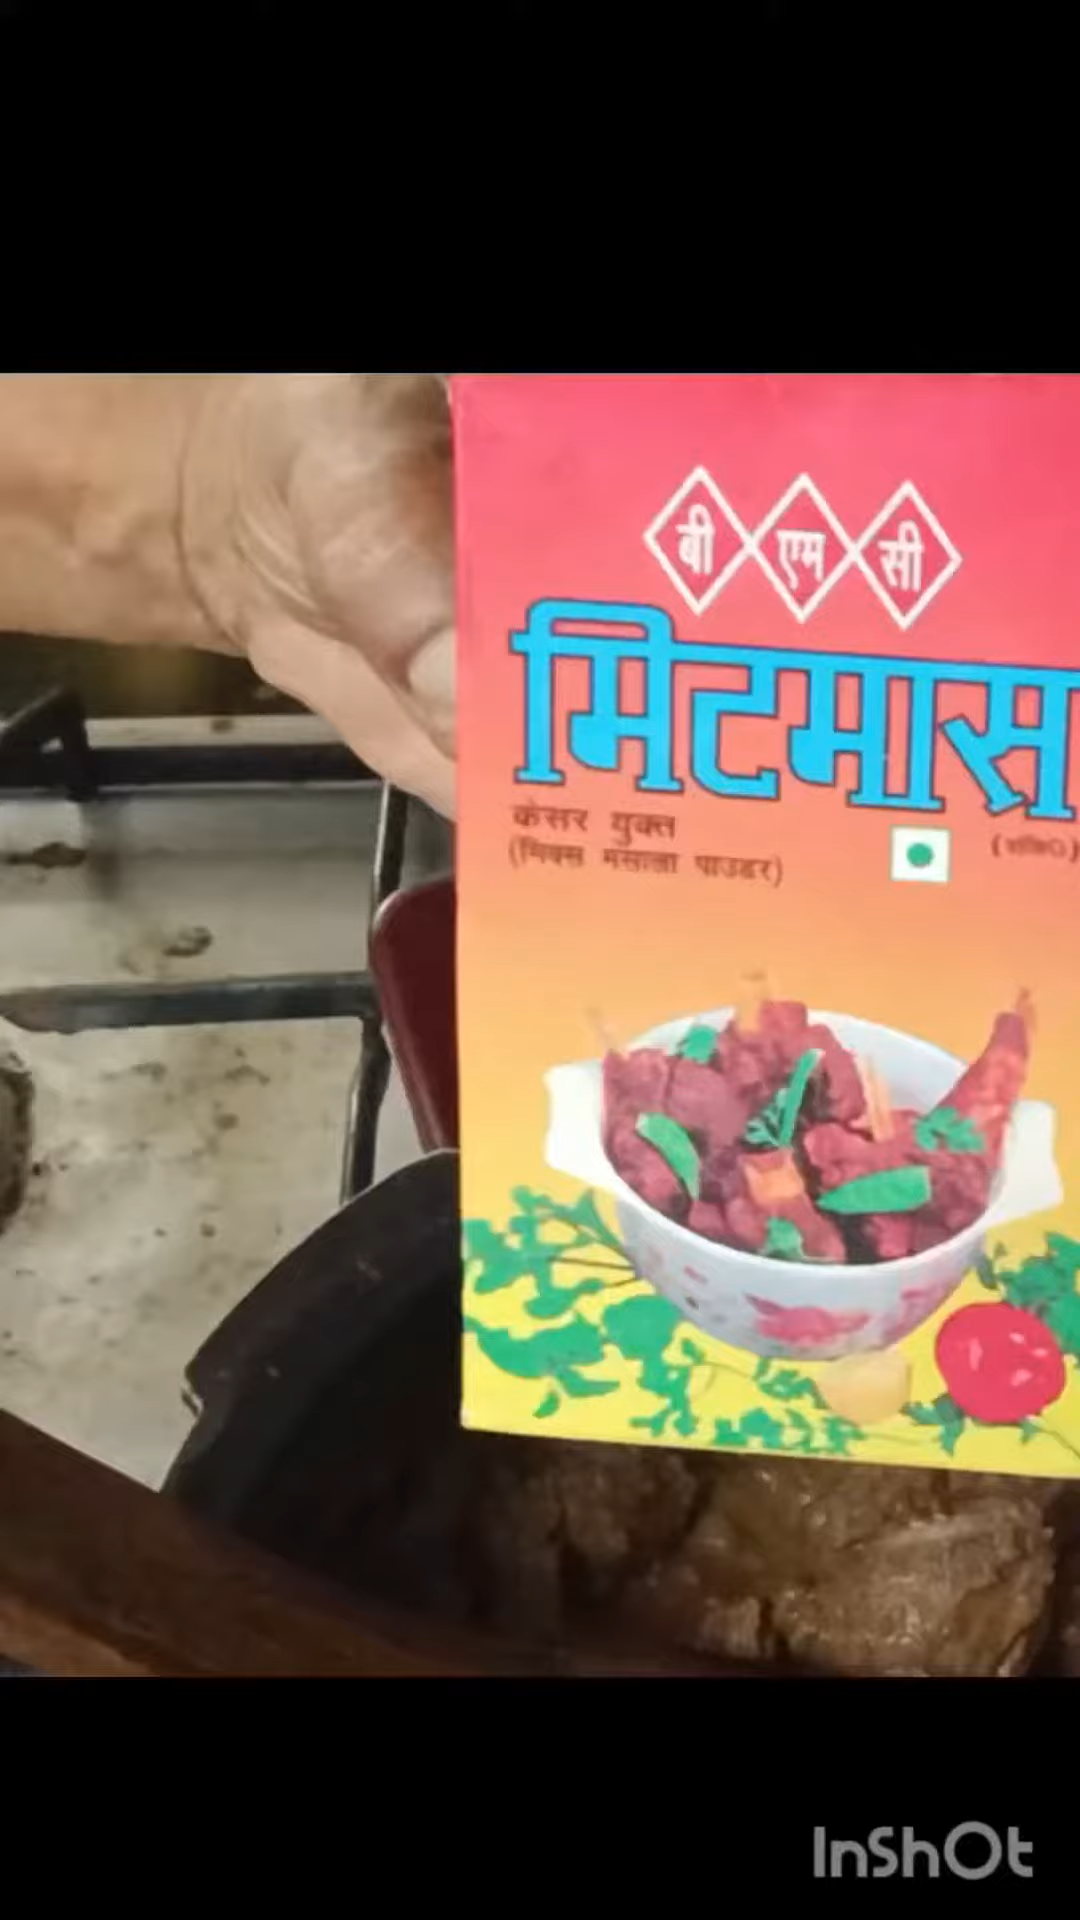 बी एम सी
मिटमास
केसर युक्त
(मिक्स मसाला पाउडर)
InShOt